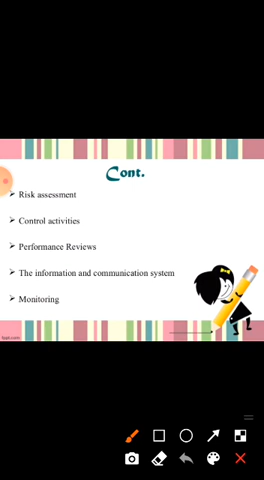 Cont.
Risk assessment
Control activities
Performance Reviews
The information and communication system
Monitoring